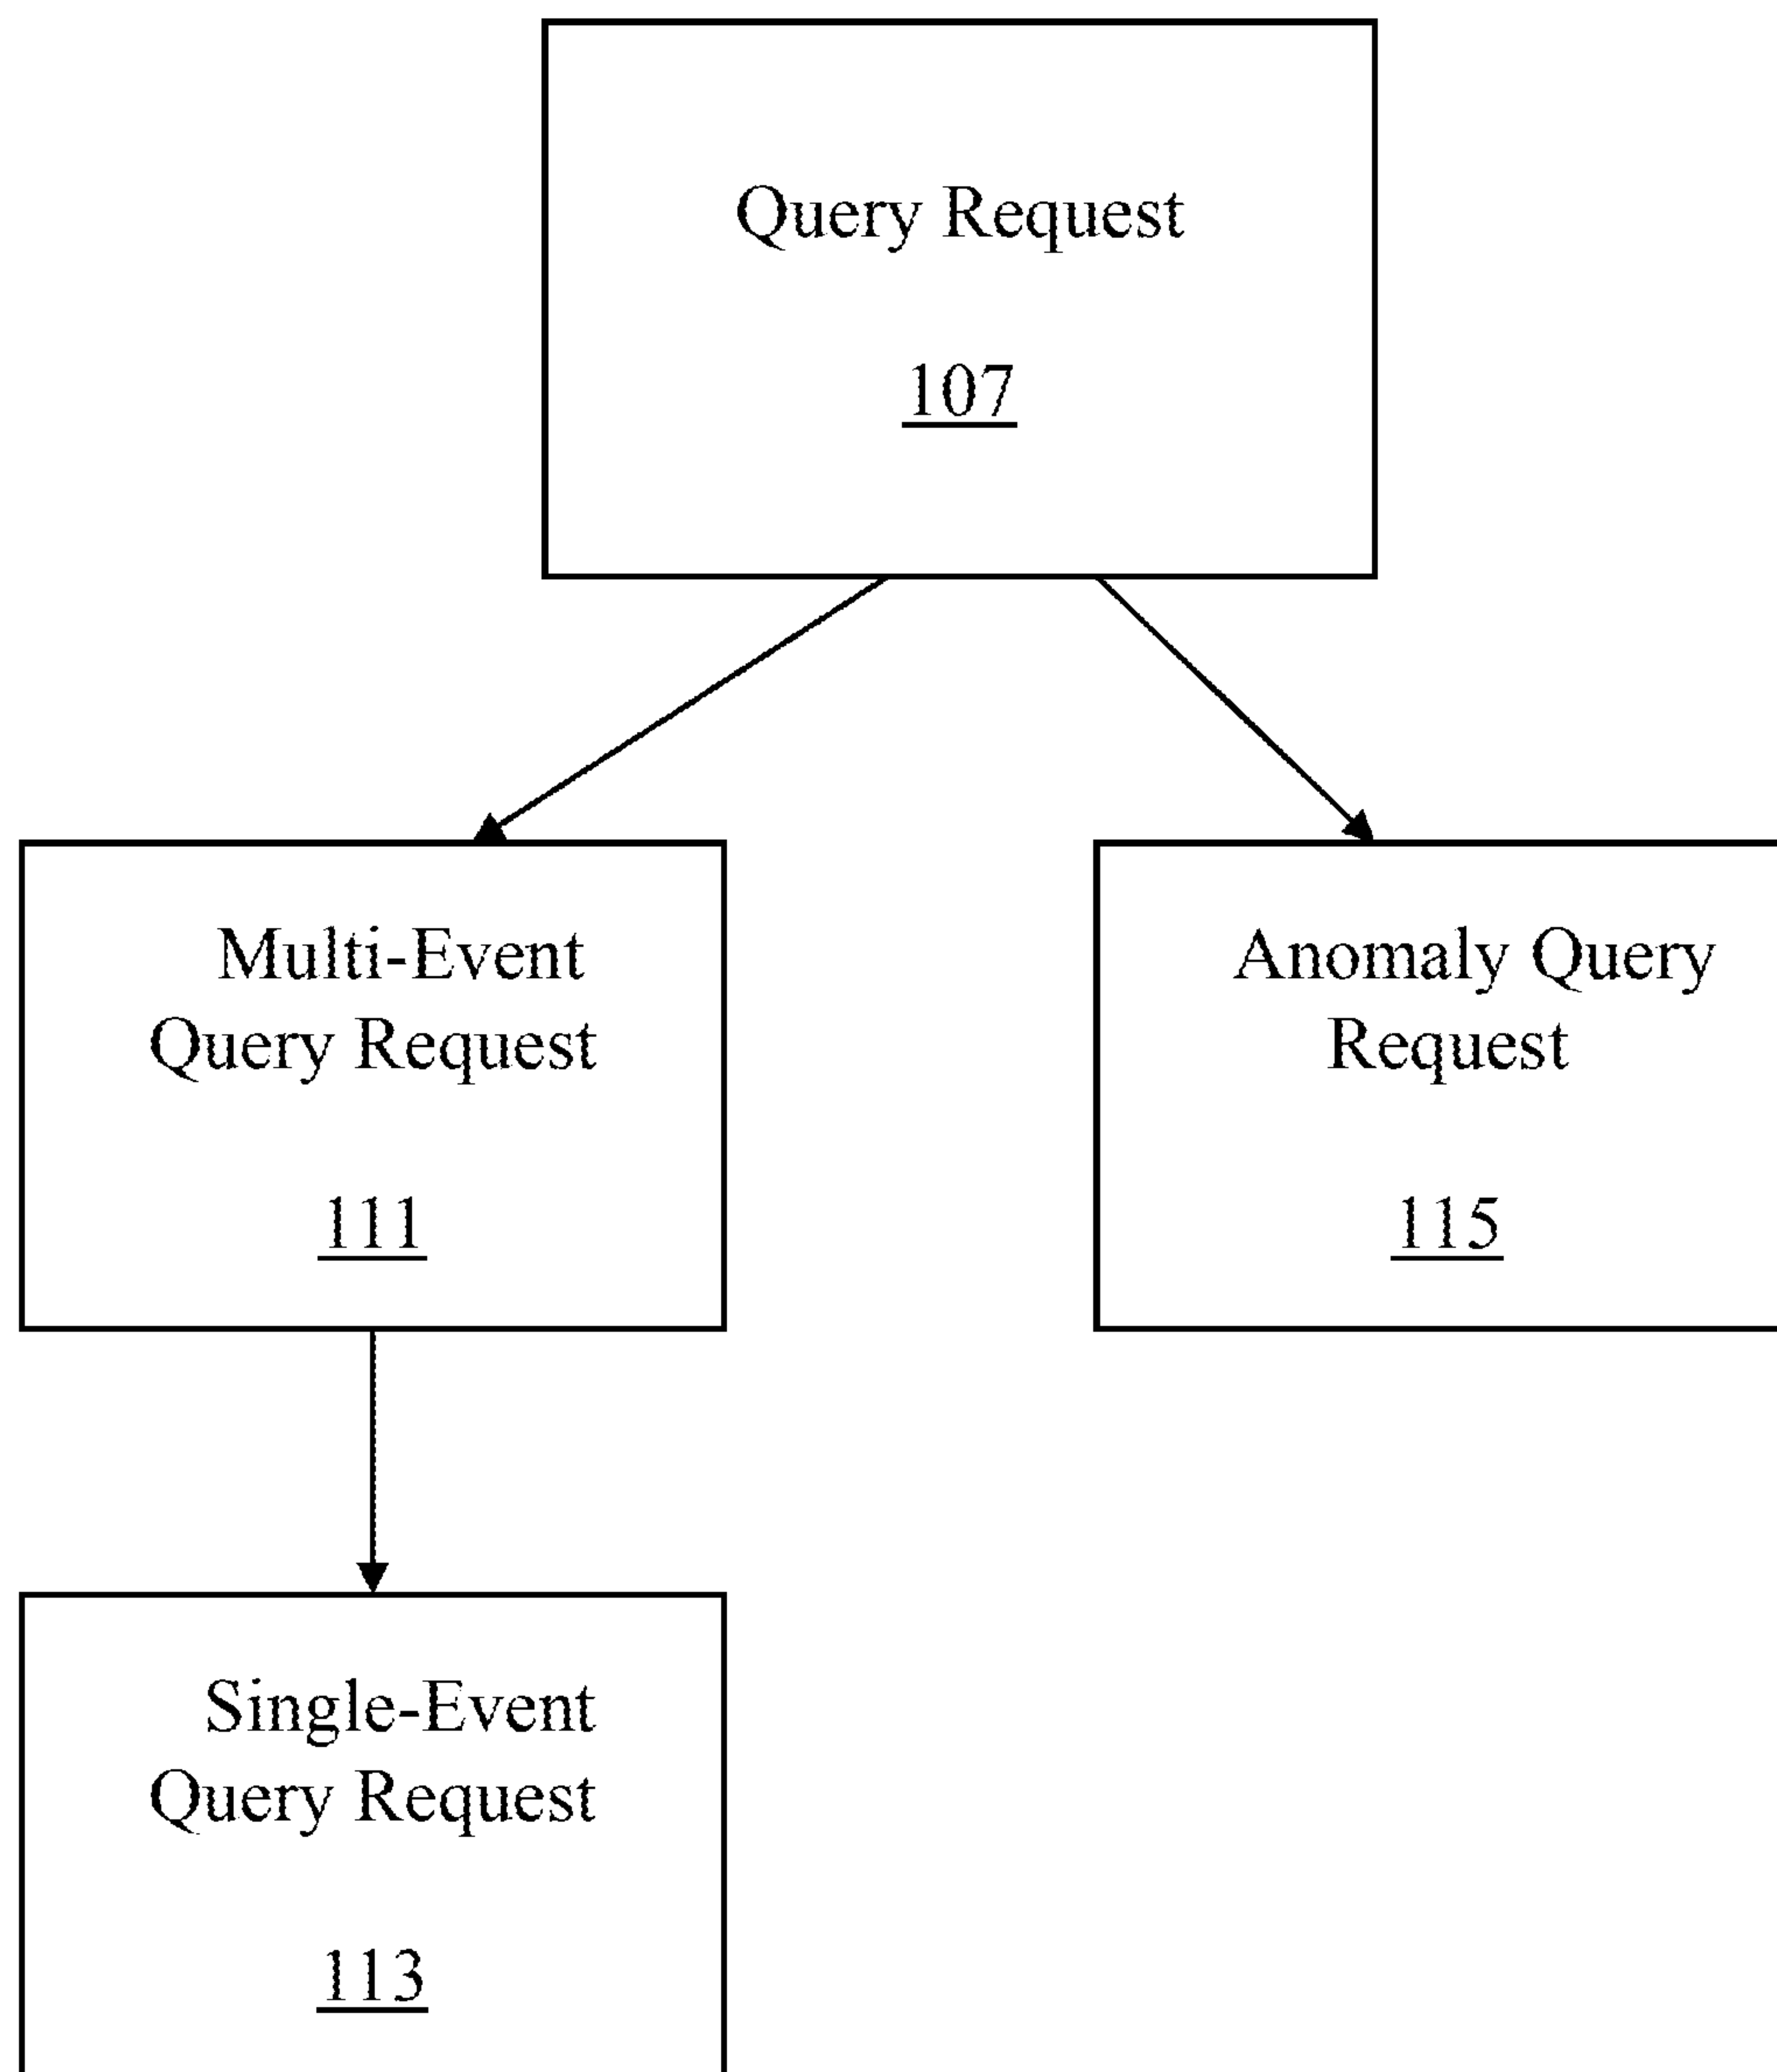 Query Request
107
Multi-Event
Query Request
111
Anomaly Query
Request
115
Single-Event
Query Request
113